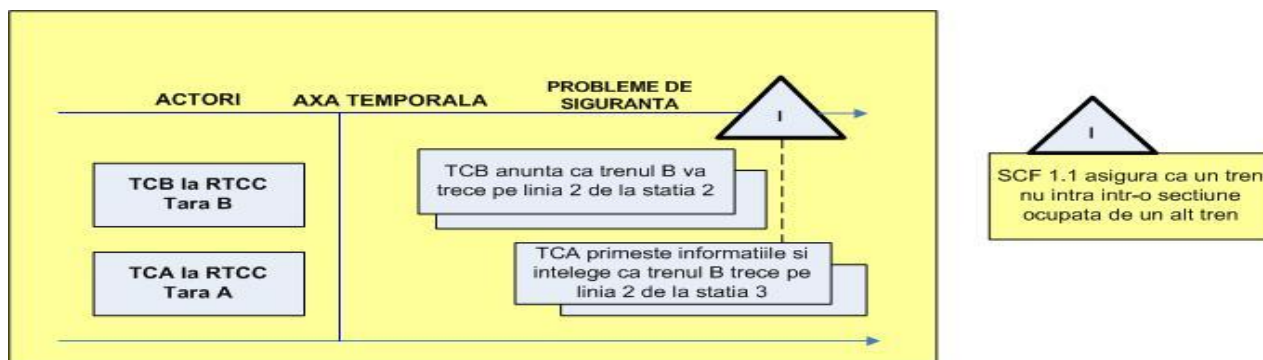 ACTORI
AXA TEMPORALA
PROBLEME DE
SIGURANTA
I
TCB la RTCC
Tara B
TCB anunta ca trenul B va
trece pe linia 2 de la statia 2
TCA la RTCC
Tara A
TCA primeste informatiile si
intelege ca trenul B trece pe
linia 2 de la statia 3
I
SCF 1.1 asigura ca un tren
nu intra intr-o sectiune
ocupata de un alt tren